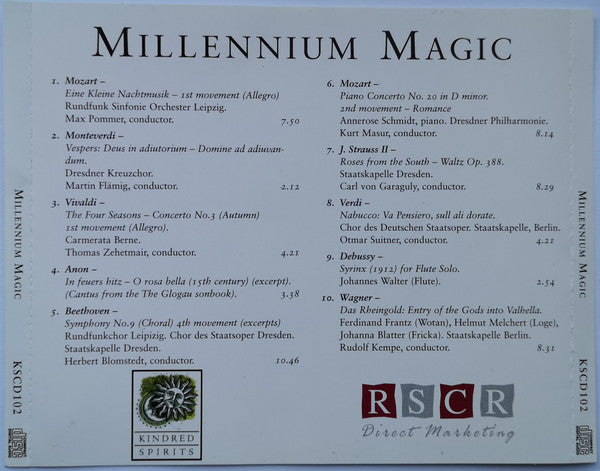 MILLENNIUM MAGIC
1. Mozart –
Eine Kleine Nachtmusik – 1st movement (Allegro)
Rundfunk Sinfonie Orchester Leipzig.
Max Pommer, conductor. 7.50
2. Monteverdi –
Vespers: Deus in adiutorium – Domine ad adiuvan-
dum.
Dresdner Kreuzchor.
Martin Flämig, conductor. 2.12
3. Vivaldi –
The Four Seasons – Concerto No.3 (Autumn)
1st movement (Allegro).
Carmerata Berne.
Thomas Zehetmair, conductor. 4.21
4. Anon –
In feuers hitz – O rosa bella (15th century) (excerpt).
(Cantus from the The Glogau sonbook). 3.38
5. Beethoven –
Symphony No.9 (Choral) 4th movement (excerpts)
Rundfunkchor Leipizig. Chor des Staatsoper Dresden.
Staatskapelle Dresden.
Herbert Blomstedt, conductor. 10.46
6. Mozart –
Piano Concerto No. 20 in D minor.
2nd movement – Romance
Annerose Schmidt, piano. Dresdner Philharmonie.
Kurt Masur, conductor. 8.14
7. J. Strauss II –
Roses from the South – Waltz Op. 388.
Staatskapelle Dresden.
Carl von Garaguly, conductor. 8.29
8. Verdi –
Nabucco: Va Pensiero, sull ali dorate.
Chor des Deutschen Staatsoper. Staatskapelle, Berlin.
Otmar Suitner, conductor. 4.21
9. Debussy –
Syrinx (1912) for Flute Solo.
Johannes Walter (Flute). 2.54
10. Wagner –
Das Rheingold: Entry of the Gods into Valhella.
Ferdinand Frantz (Wotan), Helmut Melchert (Loge),
Johanna Blatter (Fricka). Staatskapelle Berlin.
Rudolf Kempe, conductor. 8.31
KINDRED
SPIRITS
RSCR
Direct Marketing
MILLENNIUM MAGIC
KSCD102
MILLENNIUM MAGIC
KSCD102